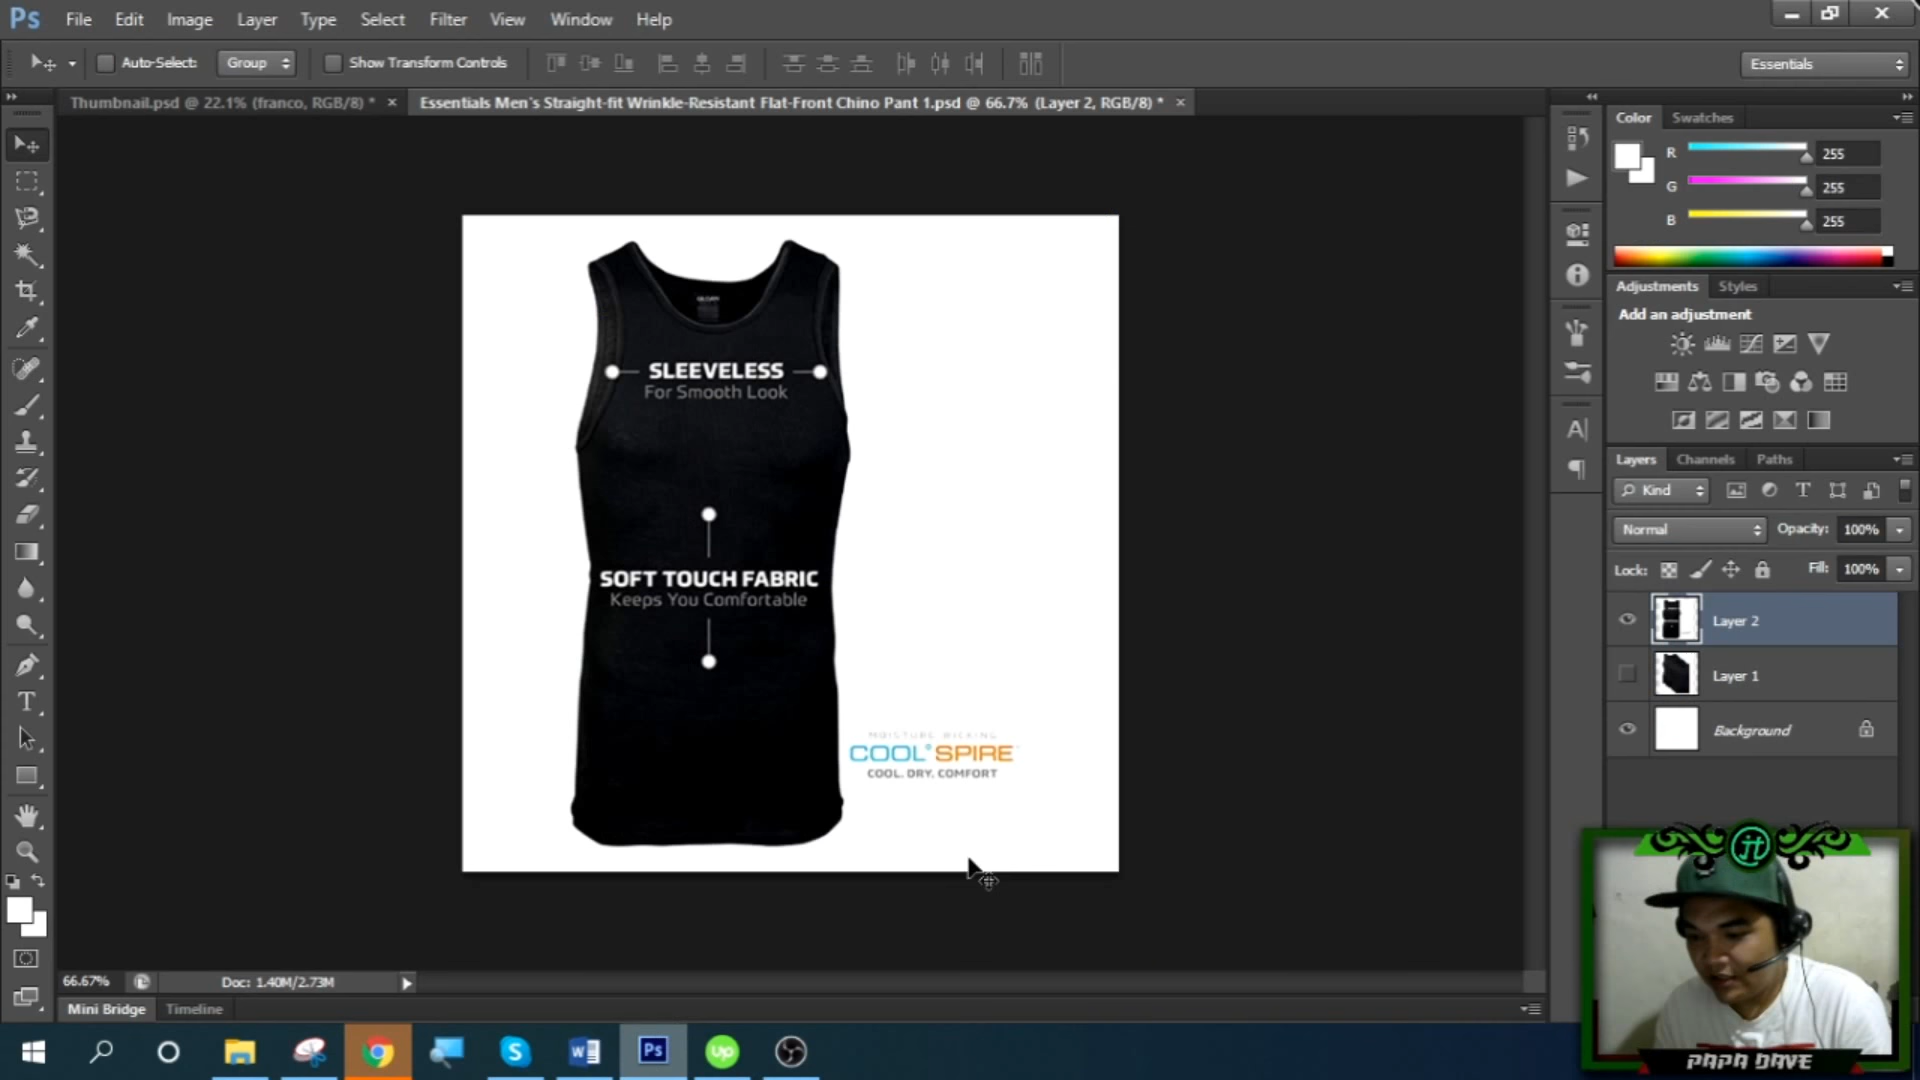 Ps File Edit Image Layer Type Select Filter View Window Help
Auto-Select: Group Show Transform Controls Essentials
Thumbnail.psd @ 22.1% (franco, RGB/8) * × Essentials Men's Straight-fit Wrinkle-Resistant Flat-Front Chino Pant 1.psd @ 66.7% (Layer 2, RGB/8) * ×
Color Swatches
R 255
G 255
B 255
Adjustments Styles
Add an adjustment
GILDAN
SLEEVELESS
For Smooth Look
SOFT TOUCH FABRIC
Keeps You Comfortable
MOISTURE WICKING
COOL° SPIRE
COOL. DRY. COMFORT
Layers Channels Paths
Kind
Normal Opacity: 100%
Lock: Fill: 100%
Layer 2
Layer 1
Background
66.67% Doc: 1.40M/2.73M
Mini Bridge Timeline
jt
PAPA DAVE
S W Ps Up